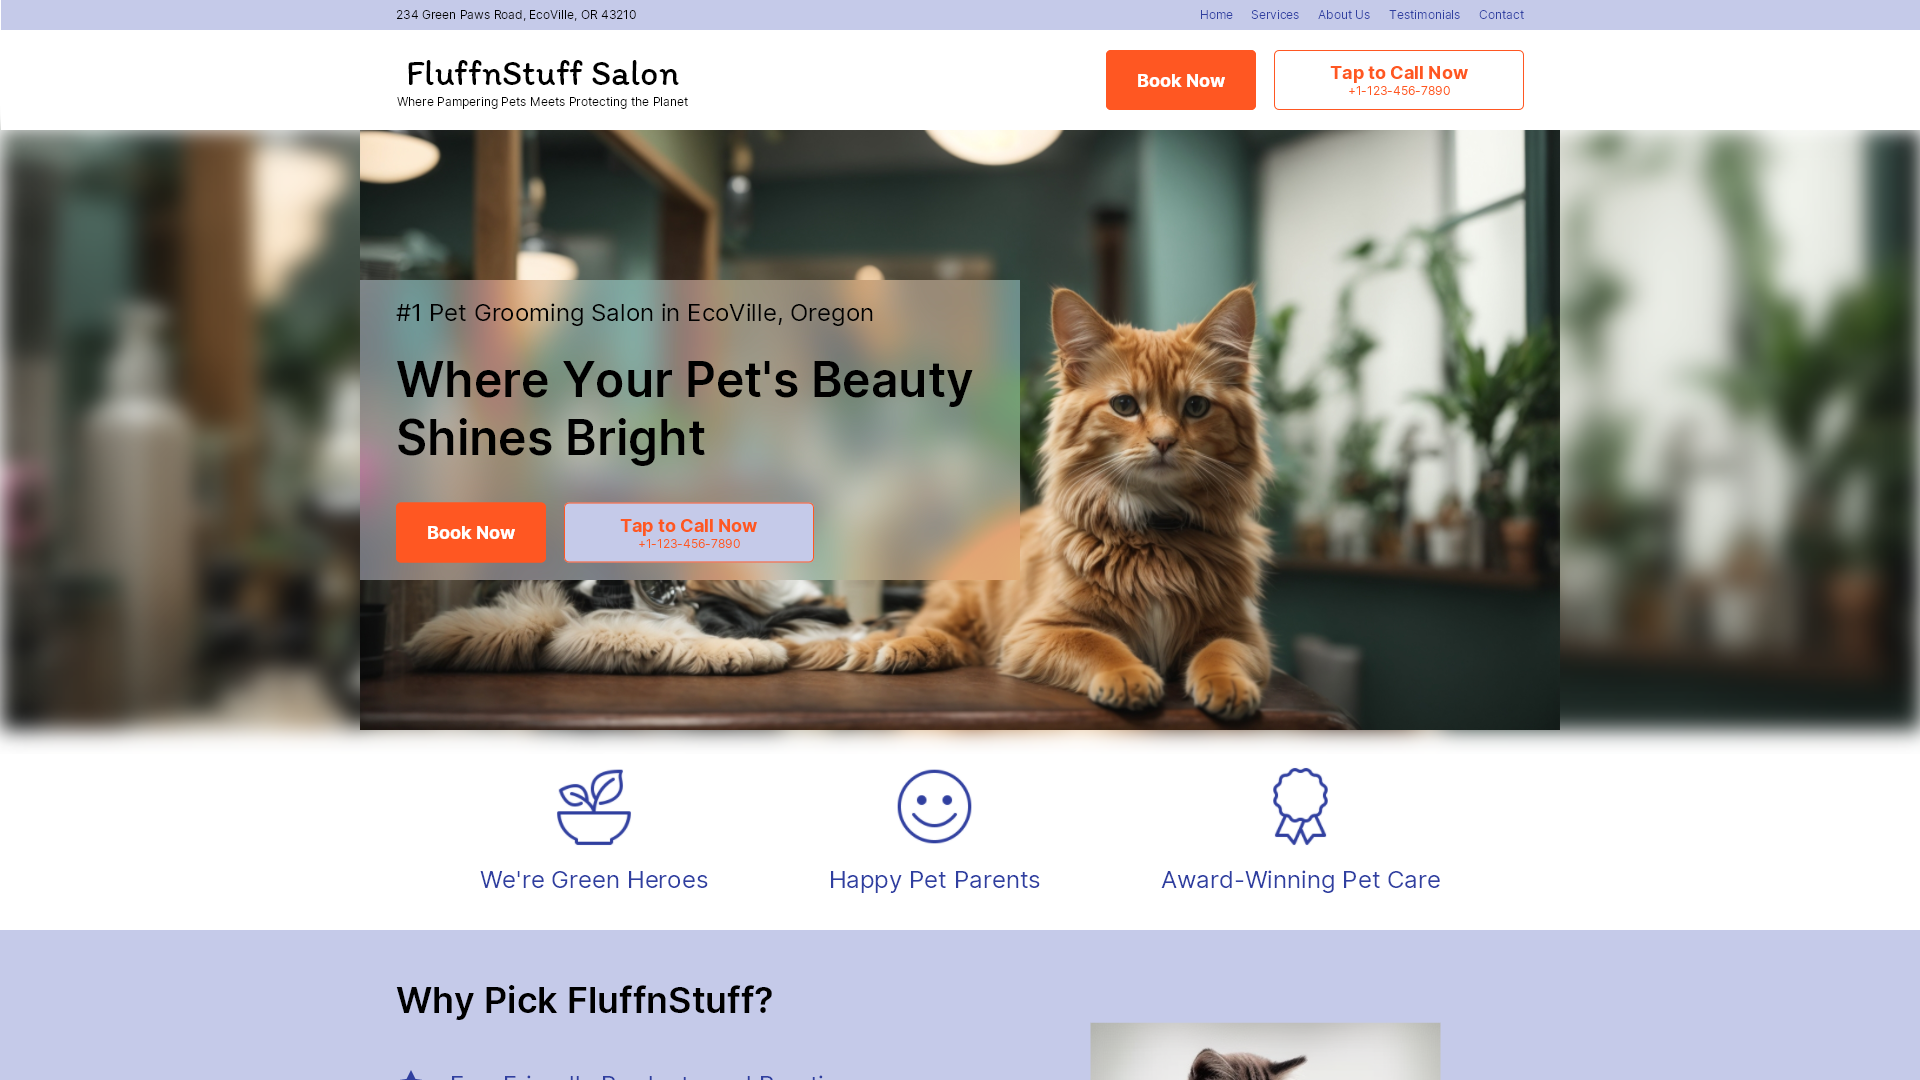 234 Green Paws Road, EcoVille, OR 43210
Home Services About Us Testimonials Contact
FluffnStuff Salon
Where Pampering Pets Meets Protecting the Planet
Book Now
Tap to Call Now
+1-123-456-7890
#1 Pet Grooming Salon in EcoVille, Oregon
Where Your Pet's Beauty
Shines Bright
Book Now
Tap to Call Now
+1-123-456-7890
We're Green Heroes
Happy Pet Parents
Award-Winning Pet Care
Why Pick FluffnStuff?